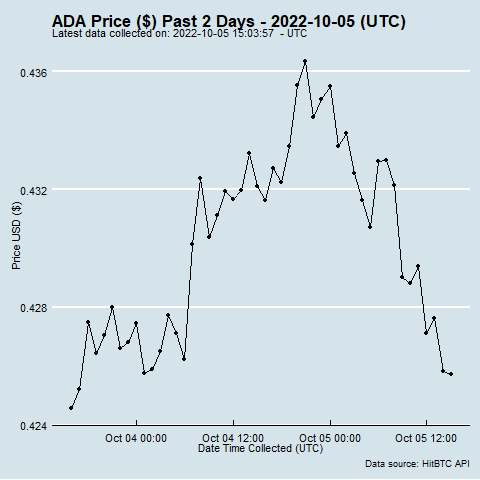 ADA Price ($) Past 2 Days - 2022-10-05 (UTC)
Latest data collected on: 2022-10-05 15:03:57  - UTC
0.436
0.432
0.428
0.424
Price USD ($)
Oct 04 00:00
Oct 04 12:00
Oct 05 00:00
Oct 05 12:00
Date Time Collected (UTC)
Data source: HitBTC API